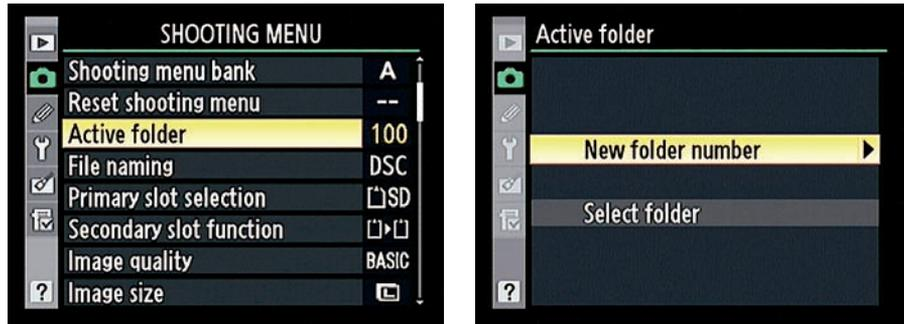 SHOOTING MENU
Shooting menu bank A
Reset shooting menu --
Active folder 100
File naming DSC
Primary slot selection SD
Secondary slot function
Image quality BASIC
Image size L
?
Active folder
New folder number
Select folder
?